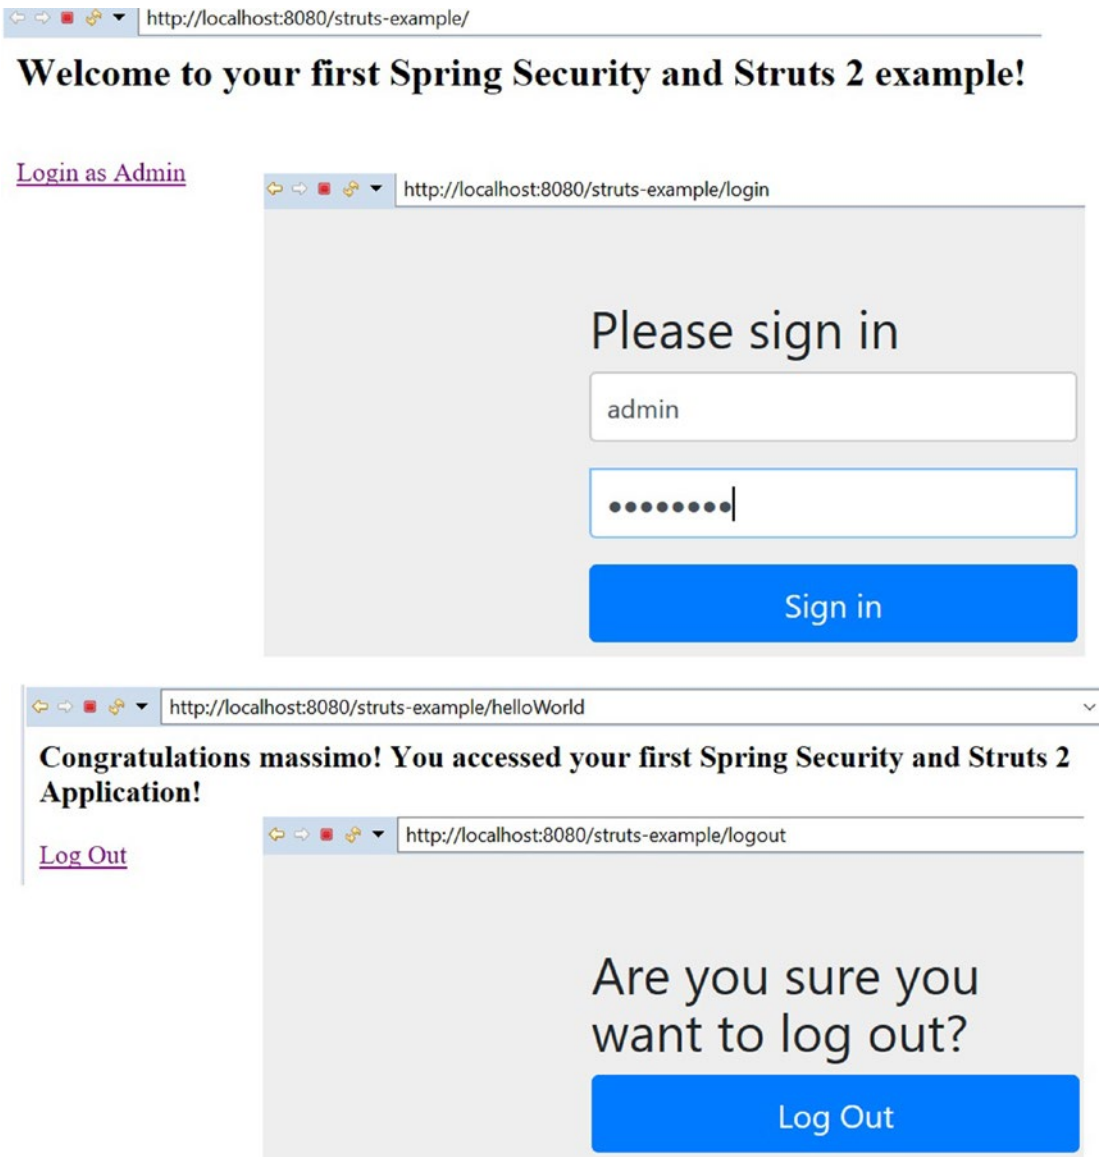 http://localhost:8080/struts-example/
Welcome to your first Spring Security and Struts 2 example!
Login as Admin
http://localhost:8080/struts-example/login
Please sign in
admin
••••••••
Sign in
http://localhost:8080/struts-example/helloWorld
Congratulations massimo! You accessed your first Spring Security and Struts 2
Application!
Log Out
http://localhost:8080/struts-example/logout
Are you sure you
want to log out?
Log Out